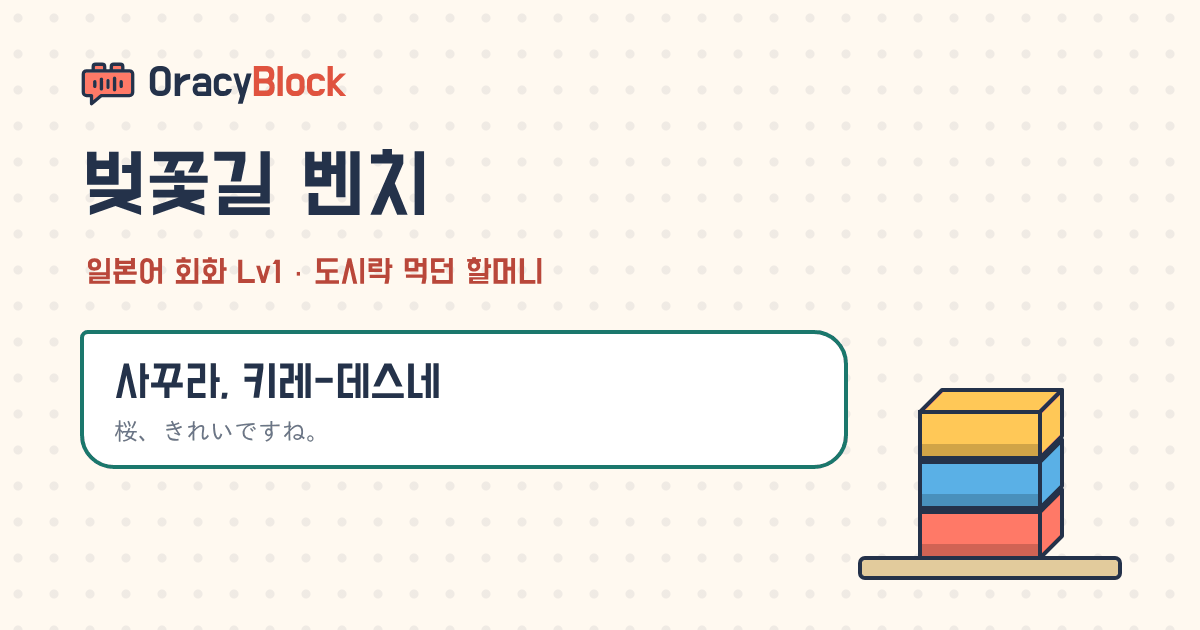 OracyBlock
벚꽃길 벤치
일본어 회화 Lv1 · 도시락 먹던 할머니
사꾸라, 키레-데스네
桜、きれいですね。